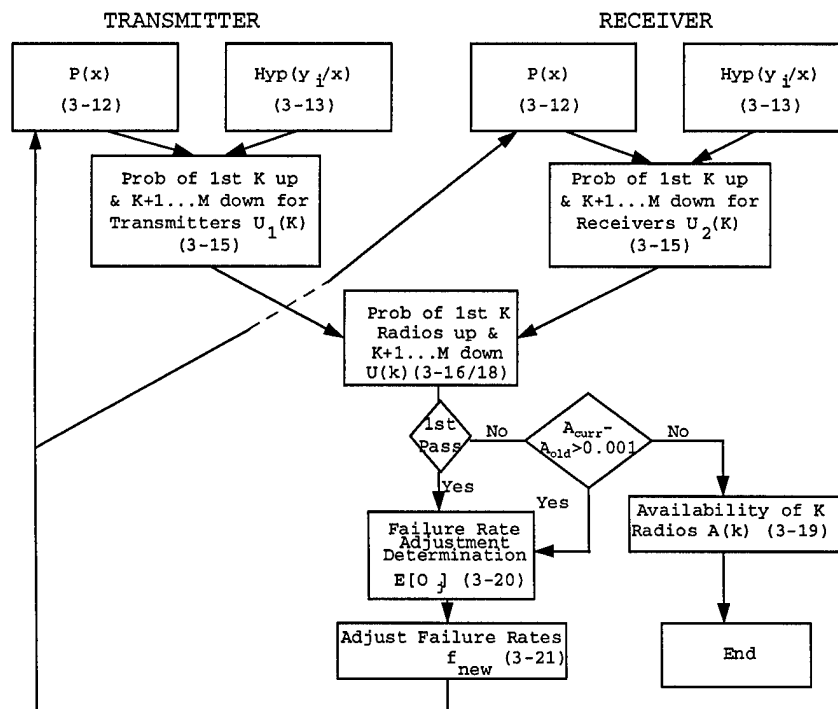 TRANSMITTER
RECEIVER
P(x)
(3-12)
Hyp(y i/x)
(3-13)
P(x)
(3-12)
Hyp(y i/x)
(3-13)
Prob of 1st K up
& K+1...M down for
Transmitters U1(K)
(3-15)
Prob of 1st K up
& K+1...M down for
Receivers U2(K)
(3-15)
Prob of 1st K
Radios up &
K+1...M down
U(k)(3-16/18)
1st
Pass
No
Acurr-
Aold>0.001
No
Yes
Yes
Failure Rate
Adjustment
Determination
E[O j] (3-20)
Availability of K
Radios A(k) (3-19)
Adjust Failure Rates
f new (3-21)
End